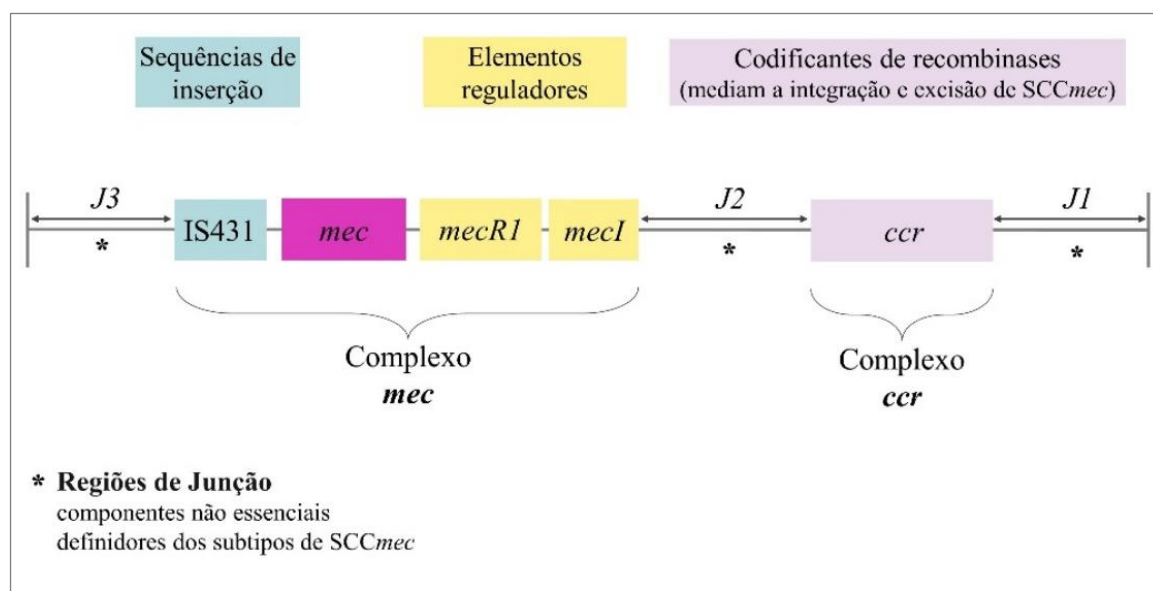 Sequências de
inserção
Elementos
reguladores
Codificantes de recombinases
(mediam a integração e excisão de SCCmec)
J3
*
IS431
mec
mecR1
mecI
J2
*
ccr
J1
*
Complexo
mec
Complexo
ccr
* Regiões de Junção
componentes não essenciais
definidores dos subtipos de SCCmec